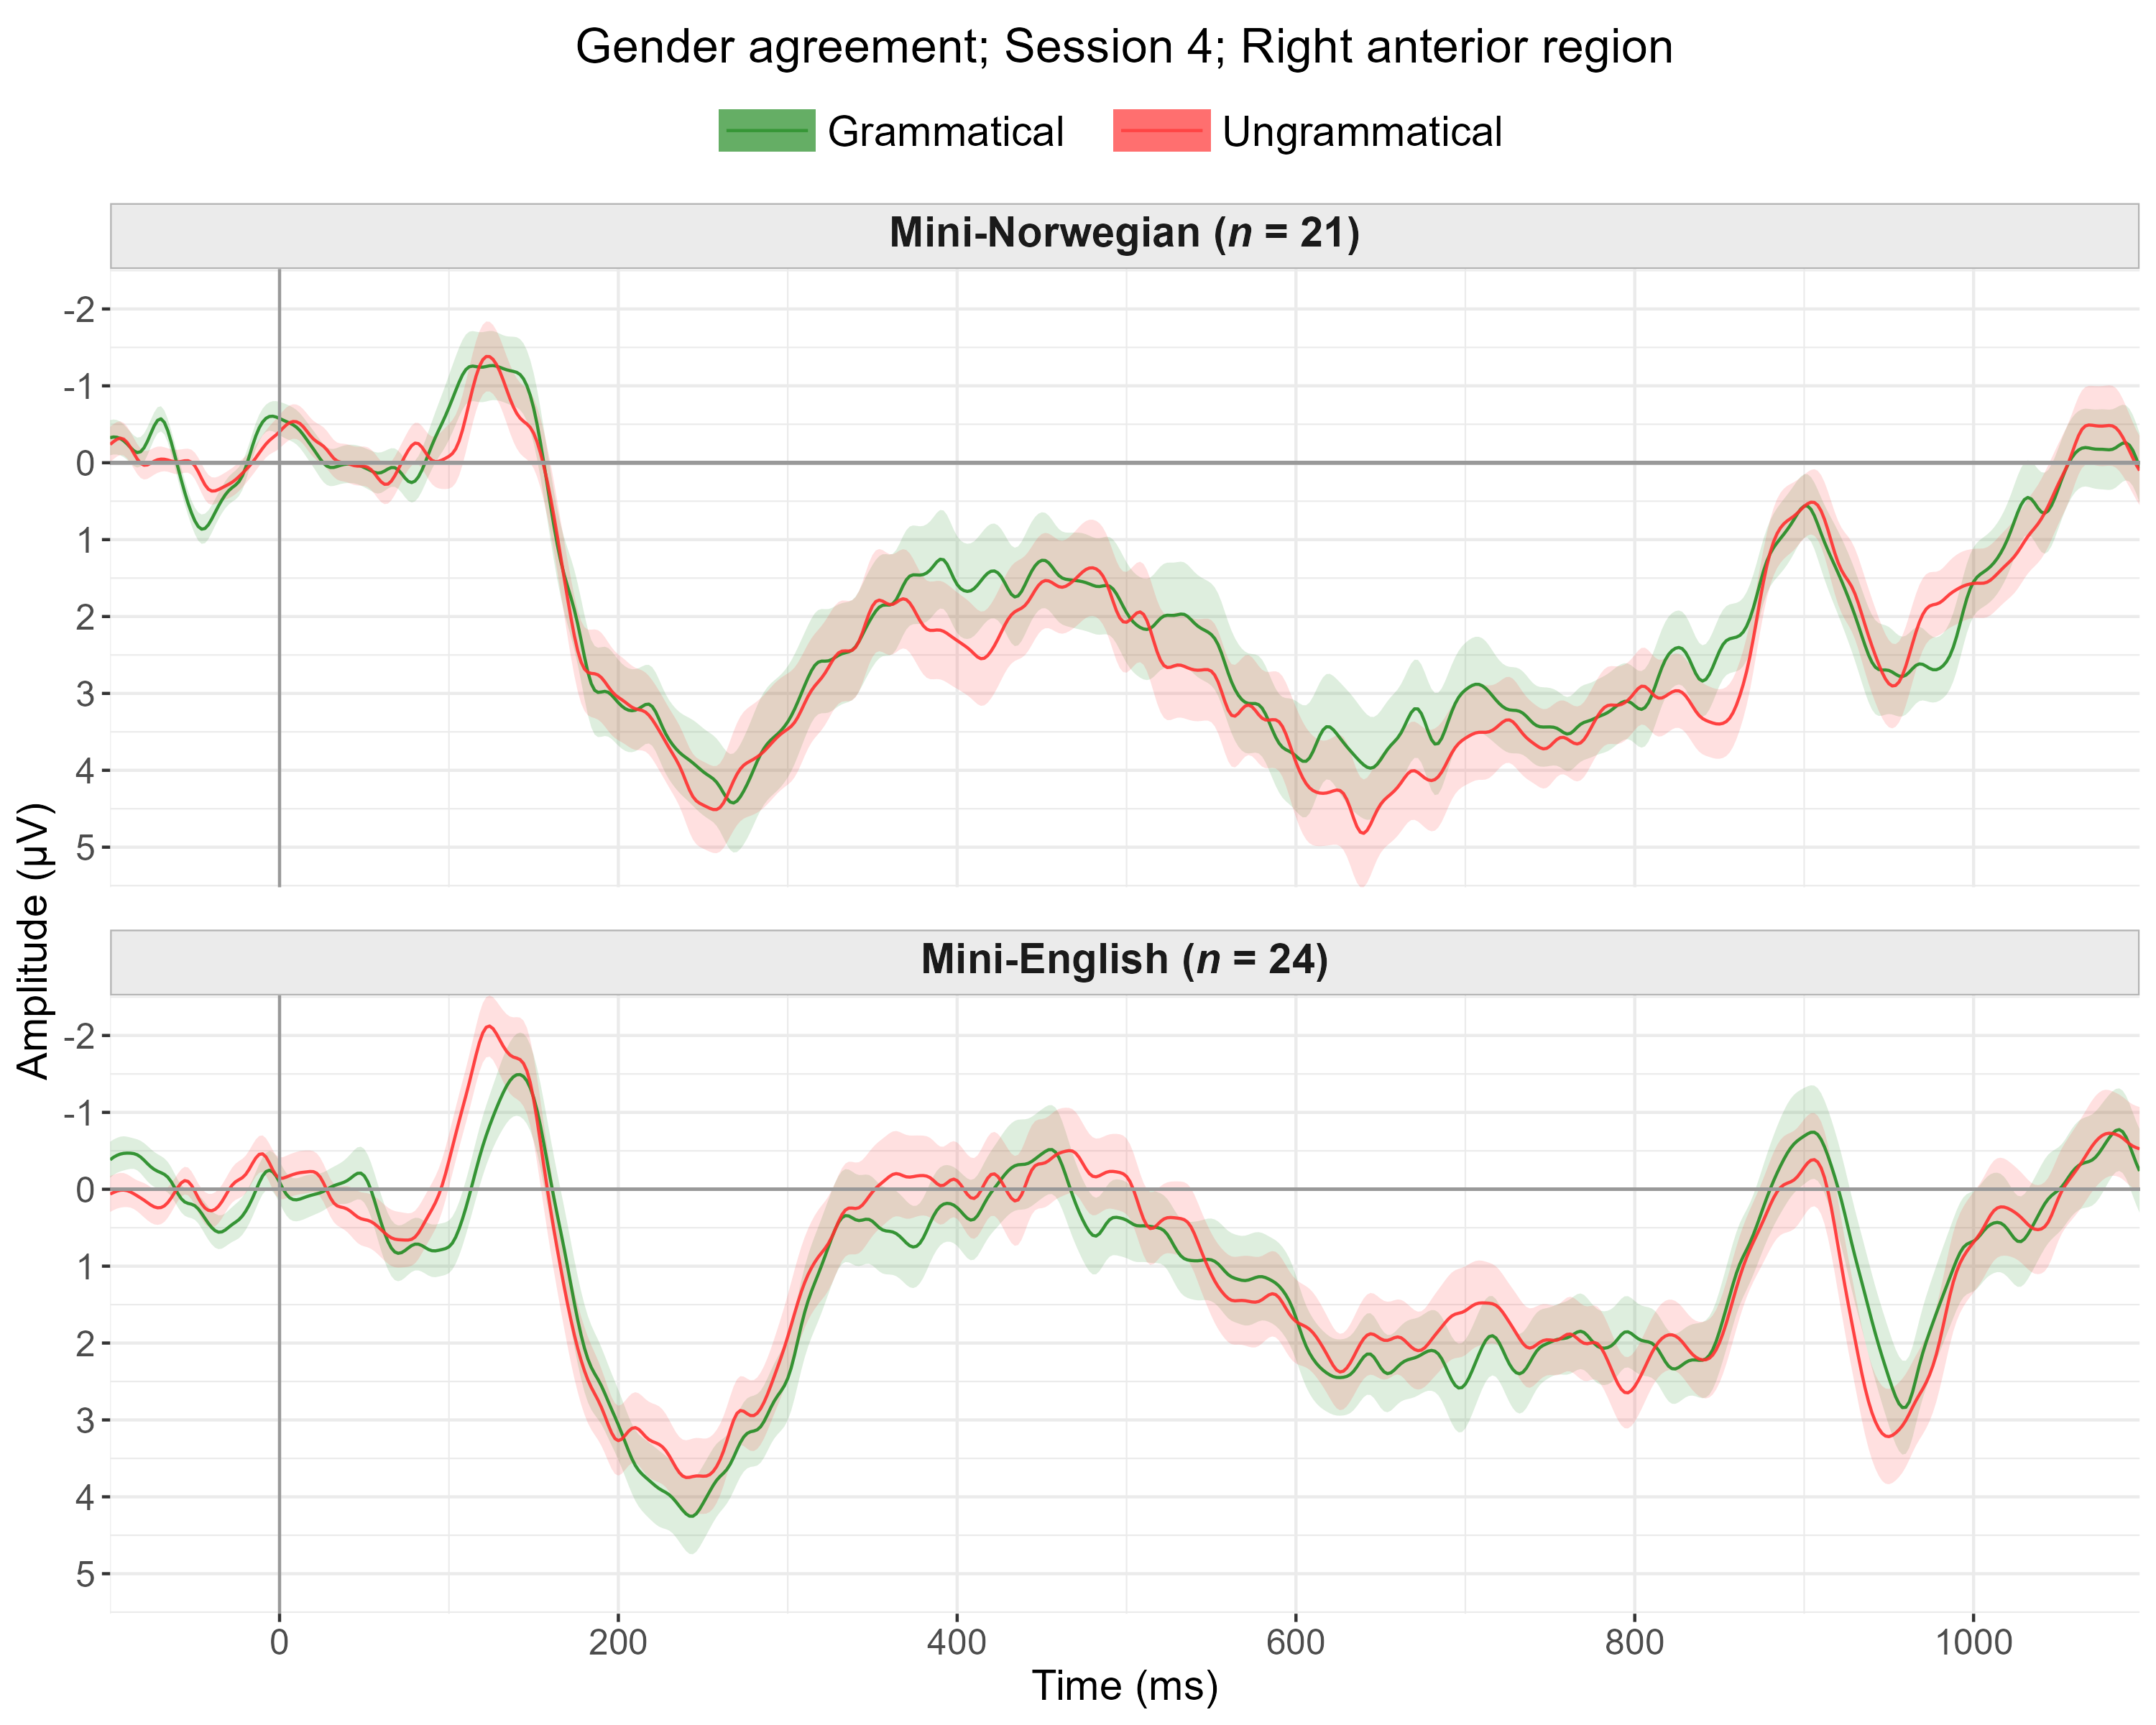 Gender agreement; Session 4; Right anterior region
Grammatical
Ungrammatical
Mini-Norwegian (n = 21)
-2
-1
0
1
2
3
4
5
Mini-English (n = 24)
-2
-1
0
1
2
3
4
5
Amplitude (µV)
0 200 400 600 800 1000
Time (ms)